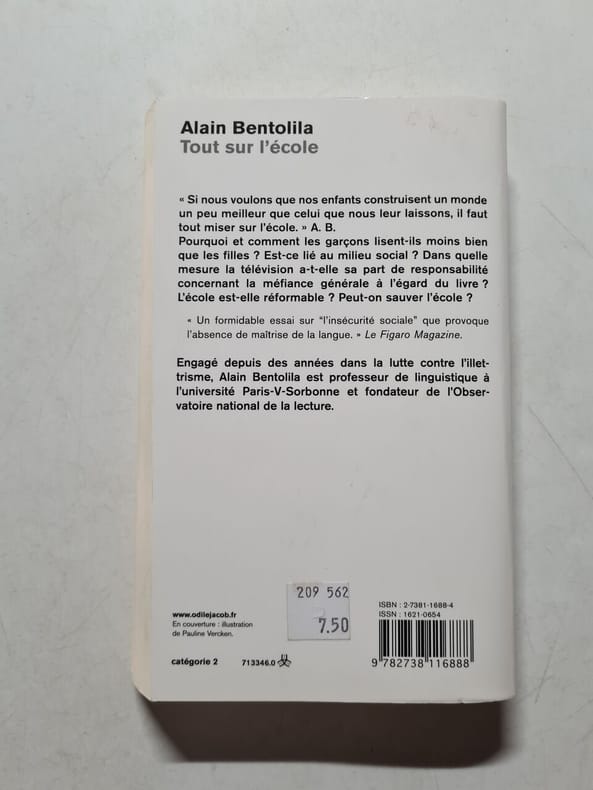 Alain Bentolila
Tout sur l'école
« Si nous voulons que nos enfants construisent un monde
un peu meilleur que celui que nous leur laissons, il faut
tout miser sur l'école. » A. B.
Pourquoi et comment les garçons lisent-ils moins bien
que les filles ? Est-ce lié au milieu social ? Dans quelle
mesure la télévision a-t-elle sa part de responsabilité
concernant la méfiance générale à l'égard du livre ?
L'école est-elle réformable ? Peut-on sauver l'école ?
« Un formidable essai sur "l'insécurité sociale" que provoque
l'absence de maîtrise de la langue. » Le Figaro Magazine.
Engagé depuis des années dans la lutte contre l'illet-
trisme, Alain Bentolila est professeur de linguistique à
l'université Paris-V-Sorbonne et fondateur de l'Obser-
vatoire national de la lecture.
209 562
7.50
www.odilejacob.fr
En couverture : illustration
de Pauline Vercken.
catégorie 2
713346.0
ISBN : 2-7381-1688-4
ISSN : 1621-0654
9 782738 116888